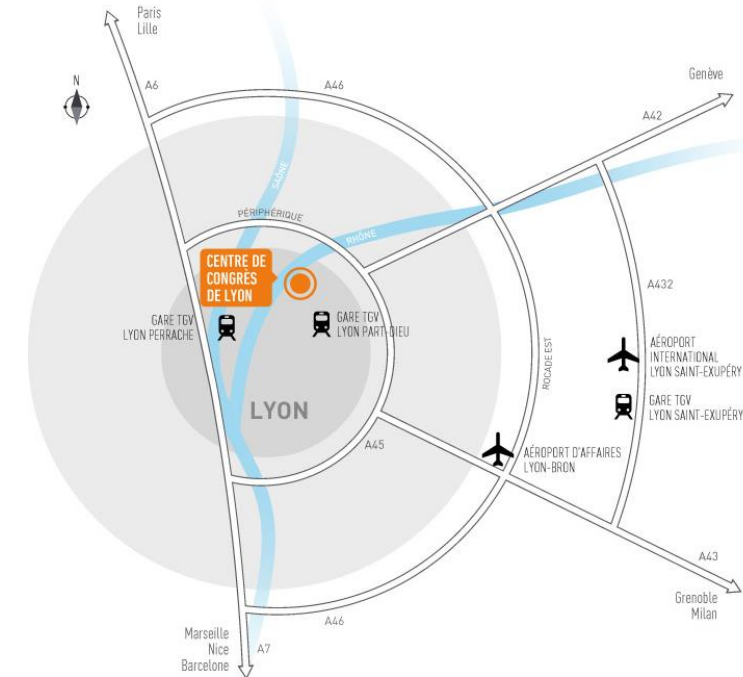 Paris
Lille
N
A6
A46
Genève
A42
SAÔNE
PÉRIPHÉRIQUE
RHÔNE
CENTRE DE
CONGRÈS
DE LYON
A432
GARE TGV
LYON PERRACHE
GARE TGV
LYON PART-DIEU
ROCADE EST
AÉROPORT
INTERNATIONAL
LYON SAINT-EXUPÉRY
GARE TGV
LYON SAINT-EXUPÉRY
LYON
A45
AÉROPORT D'AFFAIRES
LYON-BRON
A43
Grenoble
Milan
A46
Marseille
Nice
Barcelone
A7